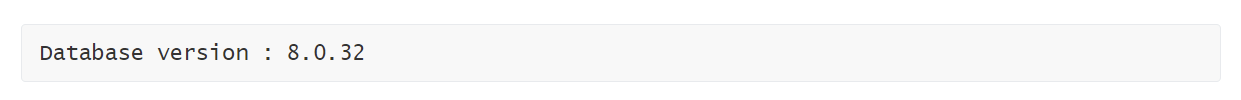 Database version : 8.0.32